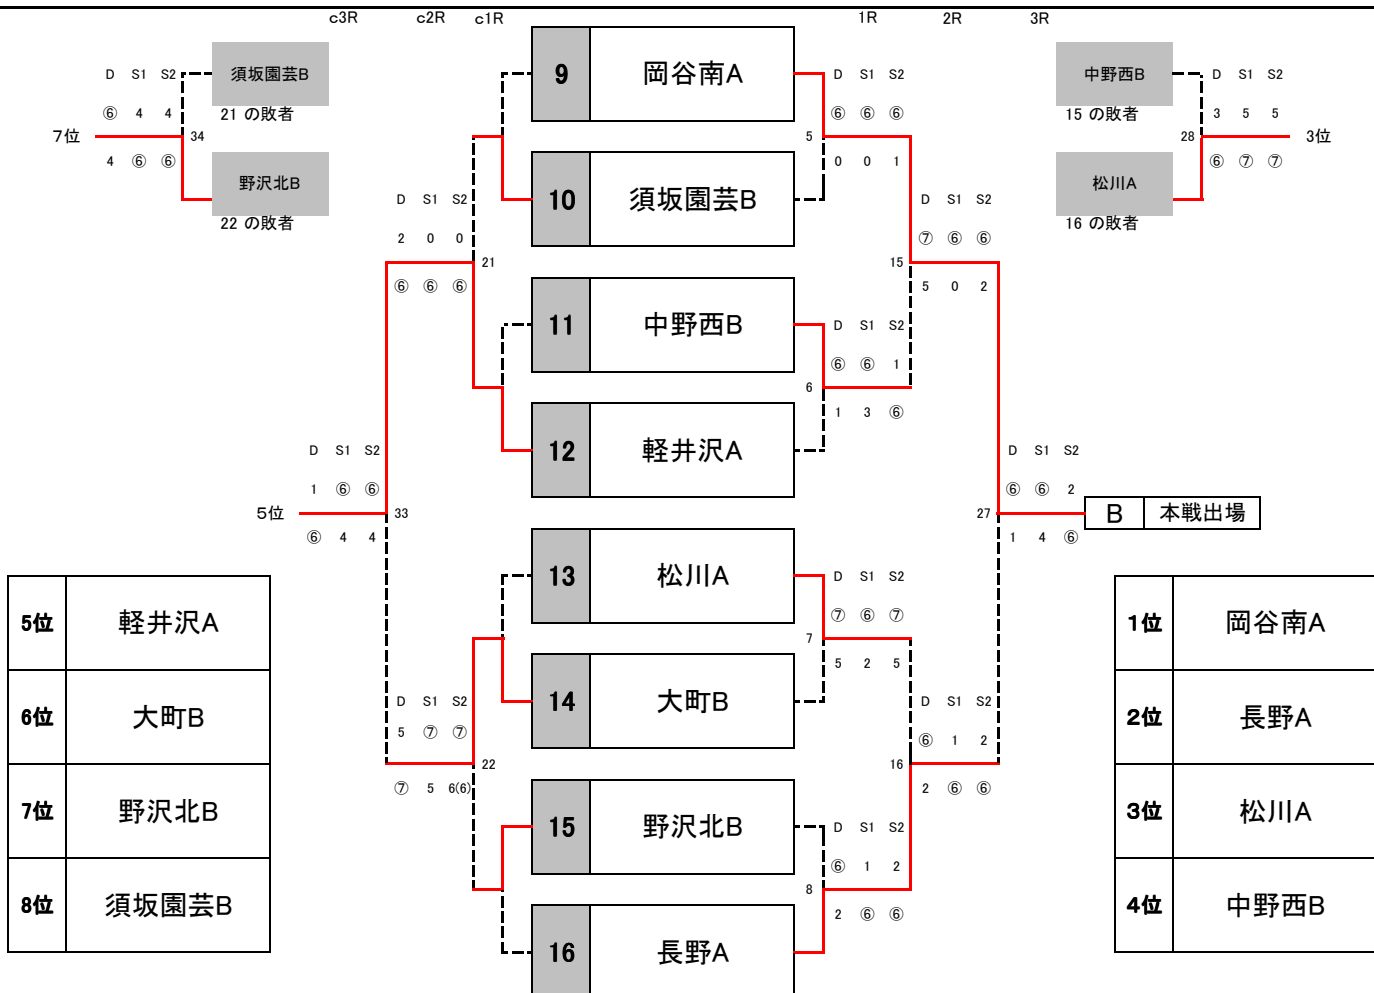 c3R c2R c1R 1R 2R 3R
D S1 S2 須坂園芸B 9 岡谷南A D S1 S2 中野西B D S1 S2
⑥ 4 4 21 の敗者 ⑥ ⑥ ⑥ 15 の敗者 3 5 5
7位 34 5 28 3位
4 ⑥ ⑥ 野沢北B 0 0 1 松川A ⑥ ⑦ ⑦
22 の敗者 D S1 S2 10 須坂園芸B D S1 S2 16 の敗者
2 0 0 ⑦ ⑥ ⑥
21 15
⑥ ⑥ ⑥ 5 0 2
11 中野西B D S1 S2
⑥ ⑥ 1
6
1 3 ⑥
D S1 S2 12 軽井沢A D S1 S2
1 ⑥ ⑥ ⑥ ⑥ 2
5位 33 27 B 本戦出場
⑥ 4 4 1 4 ⑥
13 松川A D S1 S2
5位 軽井沢A ⑦ ⑥ ⑦ 1位 岡谷南A
7
5 2 5
6位 大町B D S1 S2 14 大町B D S1 S2 2位 長野A
5 ⑦ ⑦ ⑥ 1 2
22 16
⑦ 5 6(6) 2 ⑥ ⑥
7位 野沢北B 15 野沢北B D S1 S2 3位 松川A
⑥ 1 2
8
8位 須坂園芸B 2 ⑥ ⑥ 4位 中野西B
16 長野A